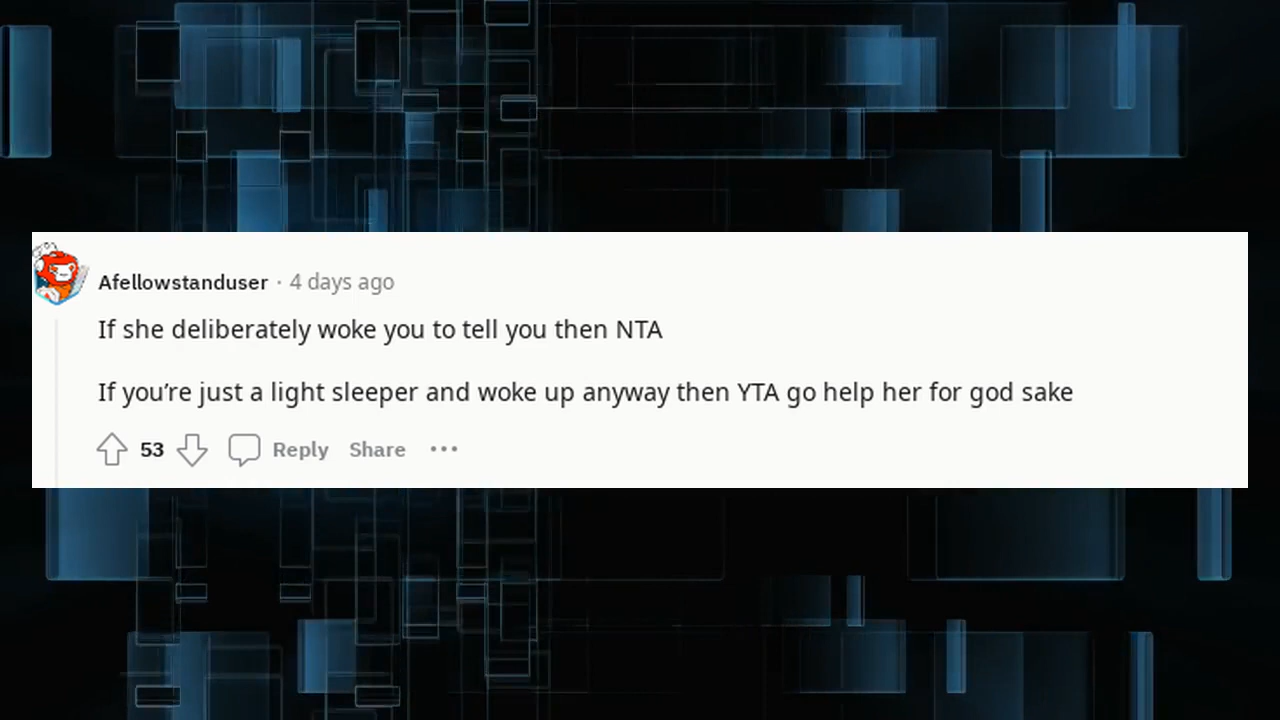 Afellowstanduser · 4 days ago
If she deliberately woke you to tell you then NTA
If you’re just a light sleeper and woke up anyway then YTA go help her for god sake
53 Reply Share ···